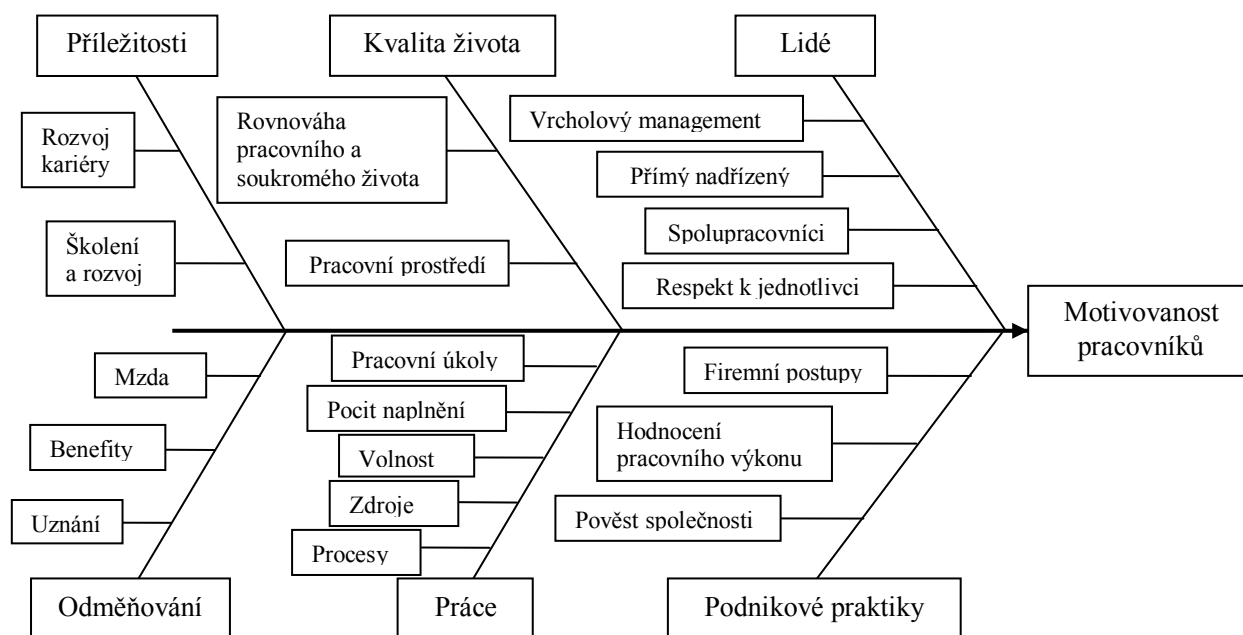 Příležitosti
Kvalita života
Lidé
Rozvoj
kariéry
Rovnováha
pracovního a
soukromého života
Vrcholový management
Přímý nadřízený
Školení
a rozvoj
Pracovní prostředí
Spolupracovníci
Respekt k jednotlivci
Motivovanost
pracovníků
Mzda
Benefity
Uznání
Pracovní úkoly
Pocit naplnění
Volnost
Zdroje
Procesy
Firemní postupy
Hodnocení
pracovního výkonu
Pověst společnosti
Odměňování
Práce
Podnikové praktiky